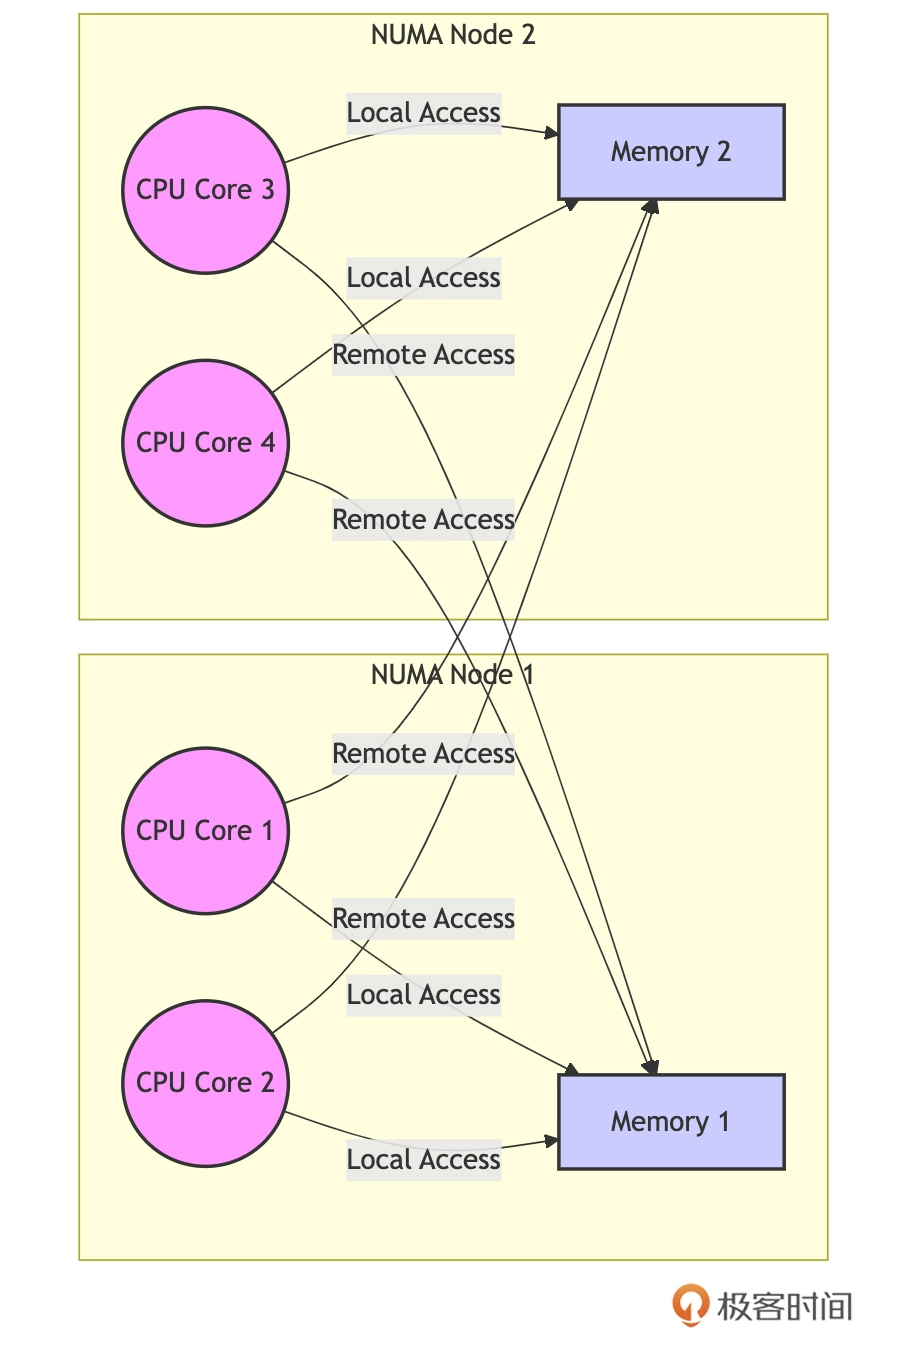 NUMA Node 2
Local Access
Memory 2
CPU Core 3
Local Access
Remote Access
CPU Core 4
Remote Access
NUMA Node 1
Remote Access
CPU Core 1
Remote Access
Local Access
CPU Core 2
Memory 1
Local Access
极客时间